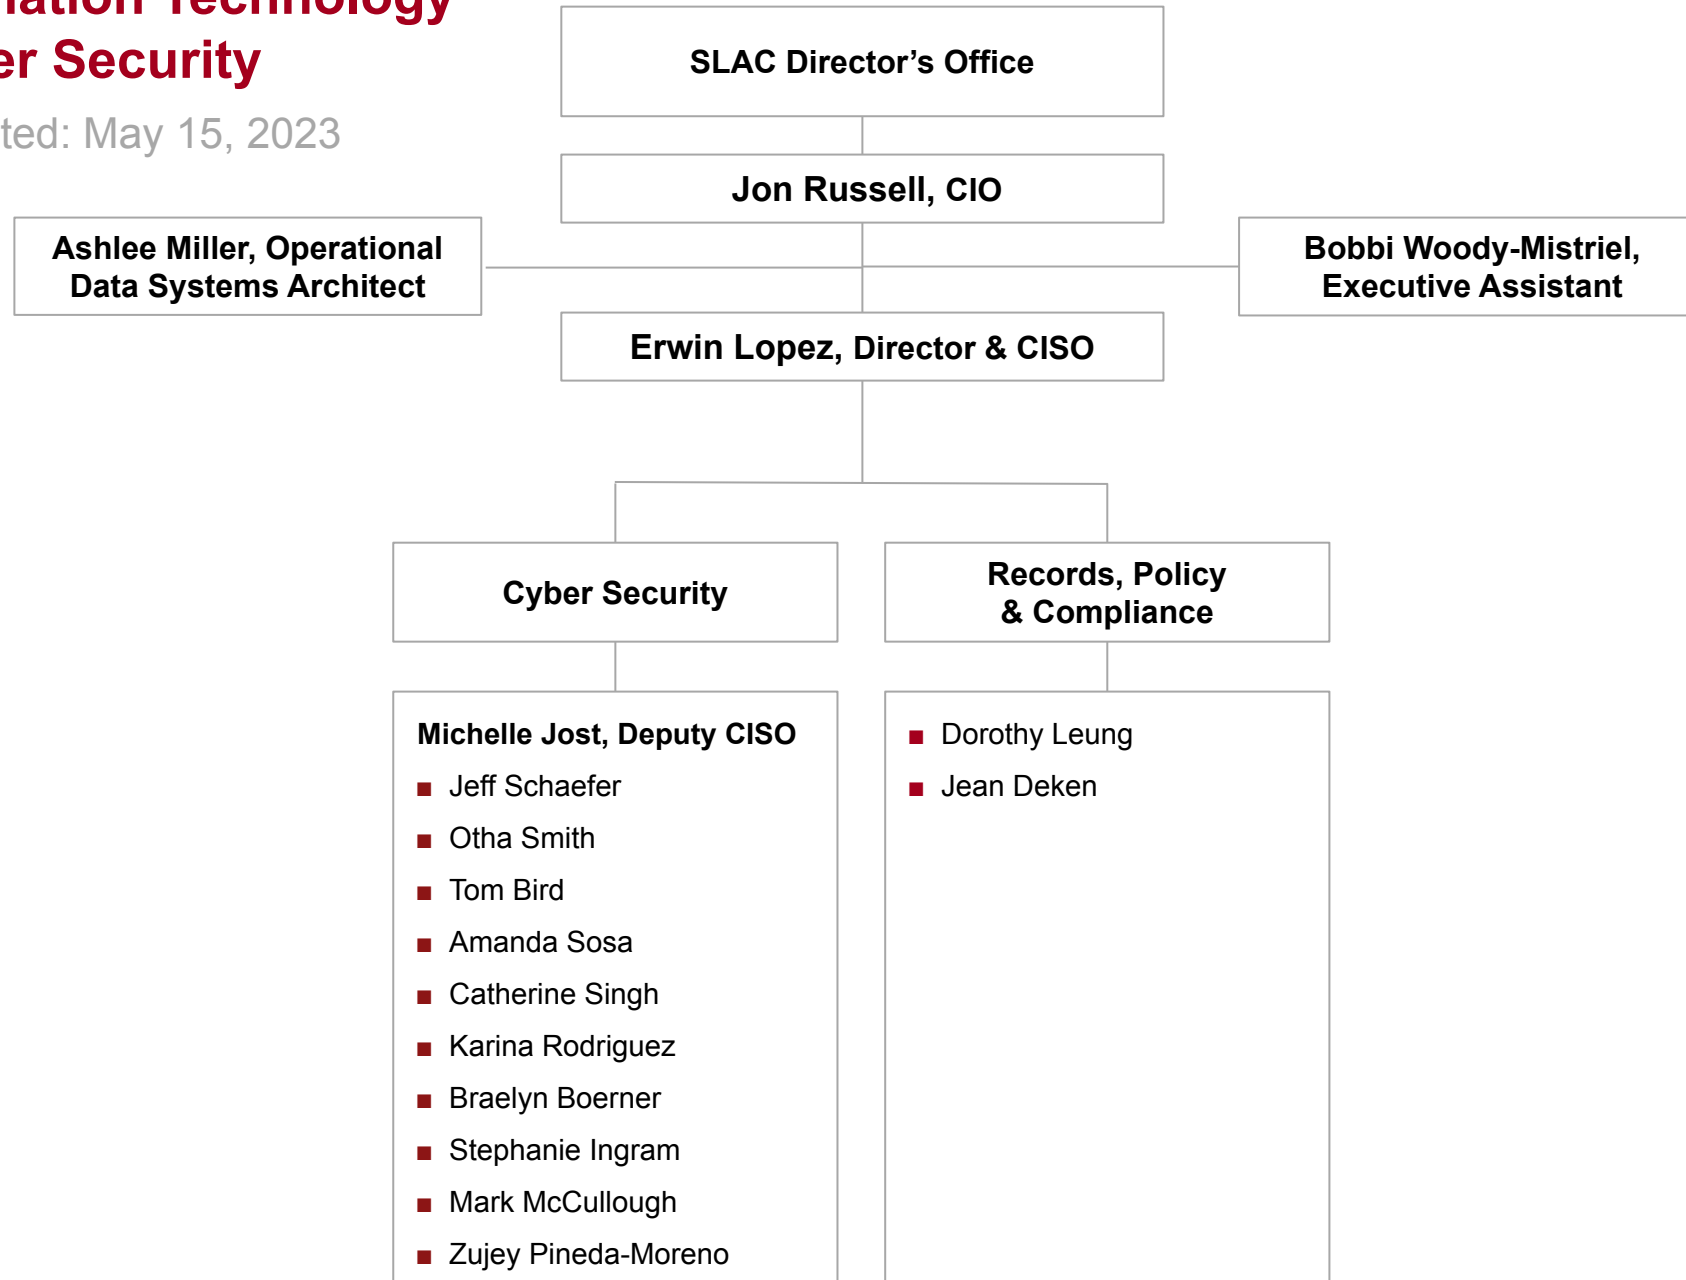 nation Technology
er Security
ted: May 15, 2023
SLAC Director’s Office
Jon Russell, CIO
Ashlee Miller, Operational
Data Systems Architect
Bobbi Woody-Mistriel,
Executive Assistant
Erwin Lopez, Director & CISO
Cyber Security
Records, Policy
& Compliance
Michelle Jost, Deputy CISO
■ Jeff Schaefer
■ Otha Smith
■ Tom Bird
■ Amanda Sosa
■ Catherine Singh
■ Karina Rodriguez
■ Braelyn Boerner
■ Stephanie Ingram
■ Mark McCullough
■ Zujey Pineda-Moreno
■ Dorothy Leung
■ Jean Deken